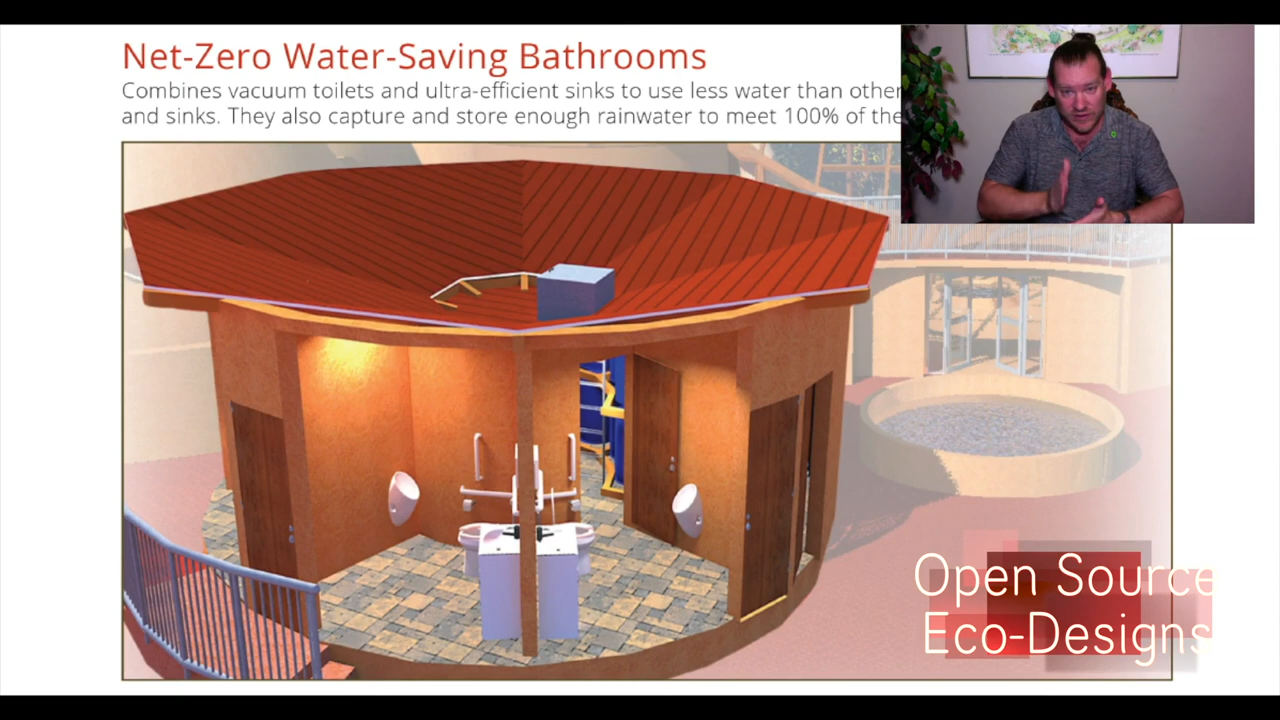 Net-Zero Water-Saving Bathrooms
Combines vacuum toilets and ultra-efficient sinks to use less water than other
and sinks. They also capture and store enough rainwater to meet 100% of the
Open Source
Eco-Designs